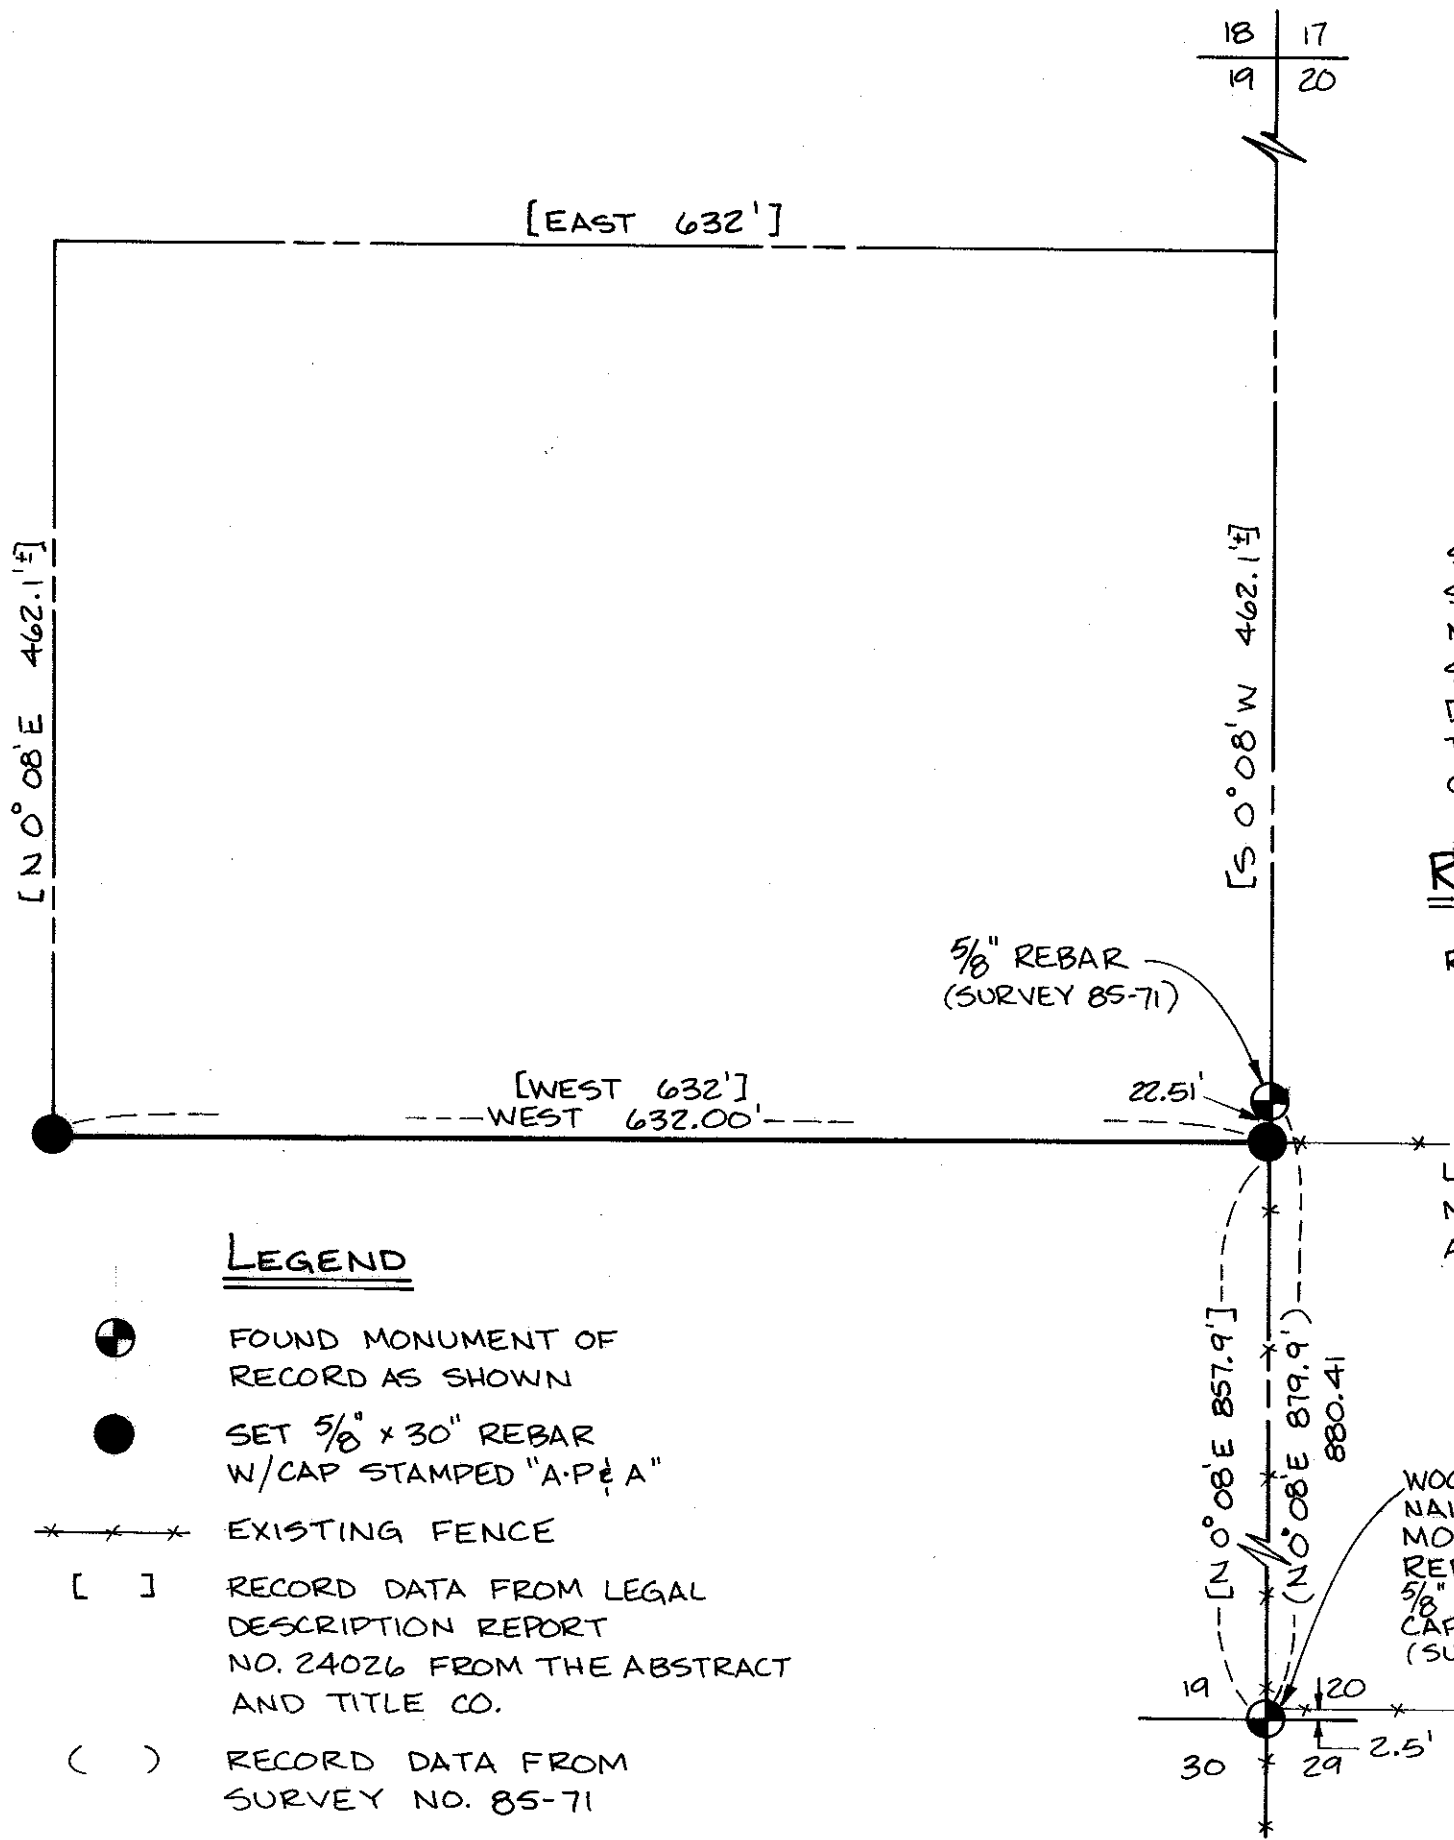 18 17
19 20
[EAST 632']
[N 0° 08' E 462.1'±]
[S 0° 08' W 462.1'±]
5/8" REBAR
(SURVEY 85-71)
[WEST 632']
WEST 632.00'
22.51'
LEGEND
FOUND MONUMENT OF
RECORD AS SHOWN
SET 5/8" x 30" REBAR
W/CAP STAMPED "A·P & A"
EXISTING FENCE
[ ] RECORD DATA FROM LEGAL
DESCRIPTION REPORT
NO. 24026 FROM THE ABSTRACT
AND TITLE CO.
( ) RECORD DATA FROM
SURVEY NO. 85-71
[N 0° 08' E 857.9']
(N 0° 08' E 879.9')
880.41
5/8"
19 20
30 29
2.5'